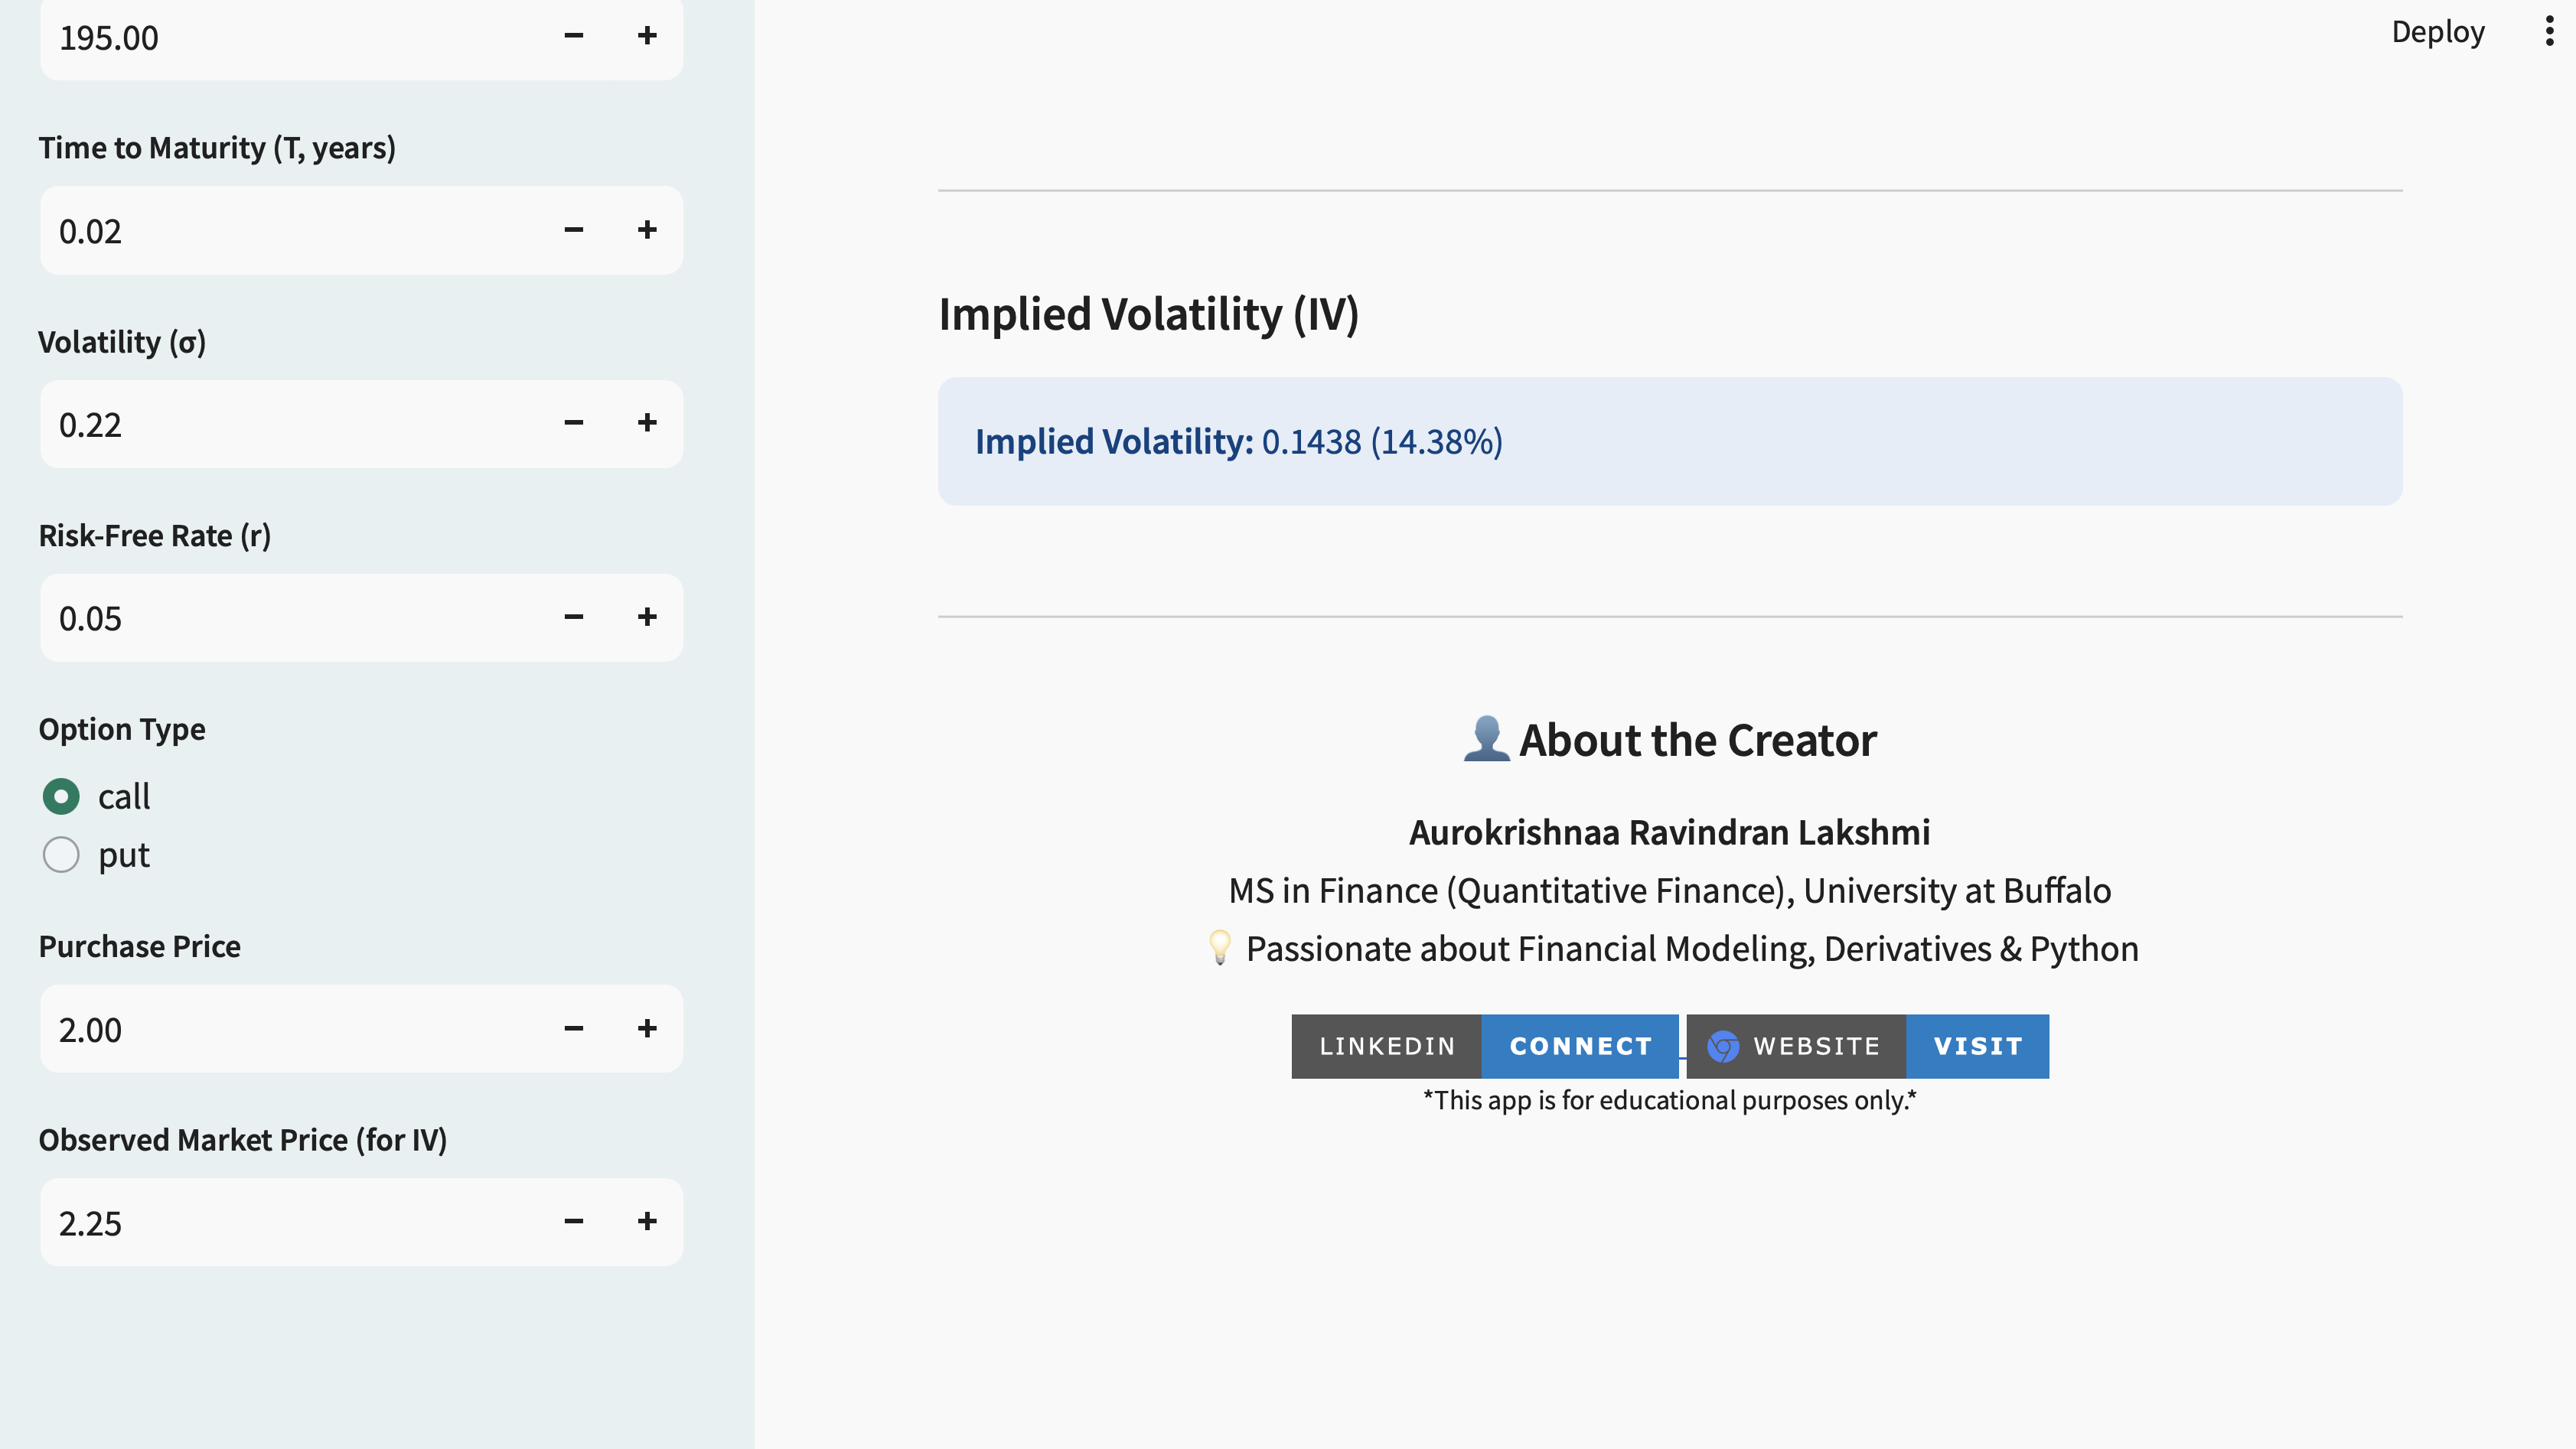 195.00
Time to Maturity (T, years)
0.02
Volatility (σ)
0.22
Risk-Free Rate (r)
0.05
Option Type
call
put
Purchase Price
2.00
Observed Market Price (for IV)
2.25
Deploy
Implied Volatility (IV)
Implied Volatility: 0.1438 (14.38%)
About the Creator
Aurokrishnaa Ravindran Lakshmi
MS in Finance (Quantitative Finance), University at Buffalo
Passionate about Financial Modeling, Derivatives & Python
LINKEDIN CONNECT WEBSITE VISIT
*This app is for educational purposes only.*